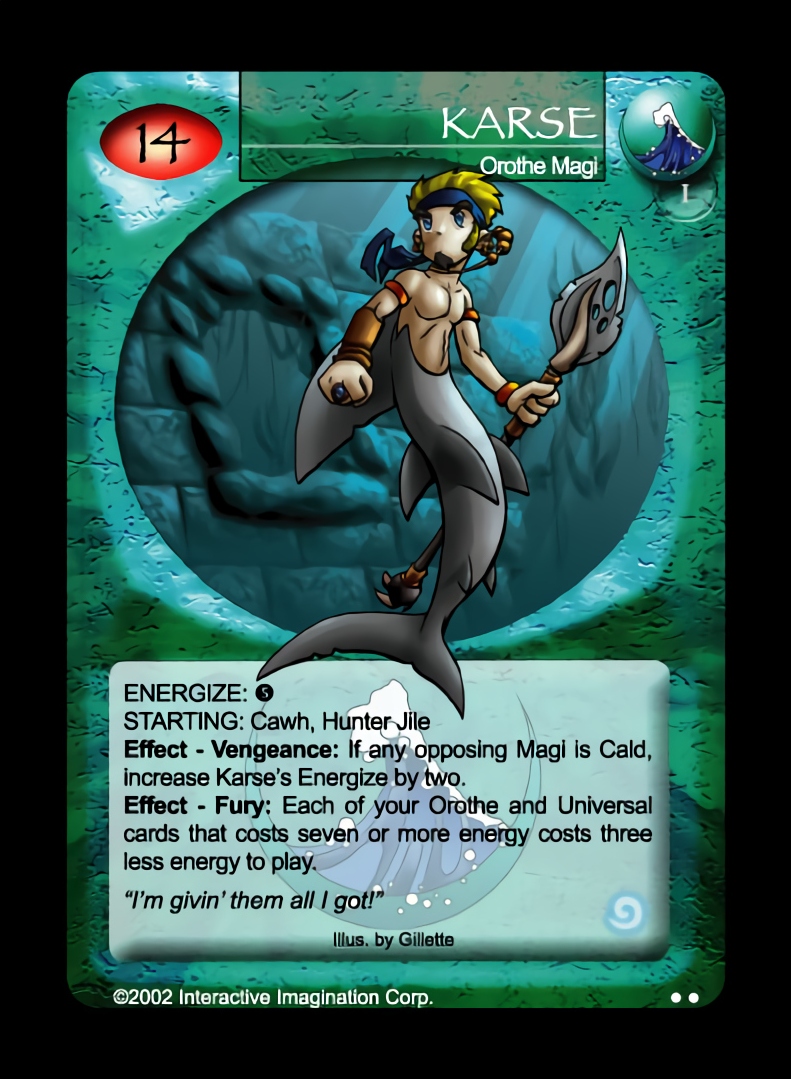 14
KARSE
Orothe Magi
L
ENERGIZE: 5
STARTING: Cawh, Hunter Jile
Effect - Vengeance: If any opposing Magi is Cald,
increase Karse's Energize by two.
Effect - Fury: Each of your Orothe and Universal
cards that costs seven or more energy costs three
less energy to play.
"I'm givin' them all I got!"
Illus. by Gillette
©2002 Interactive Imagination Corp.